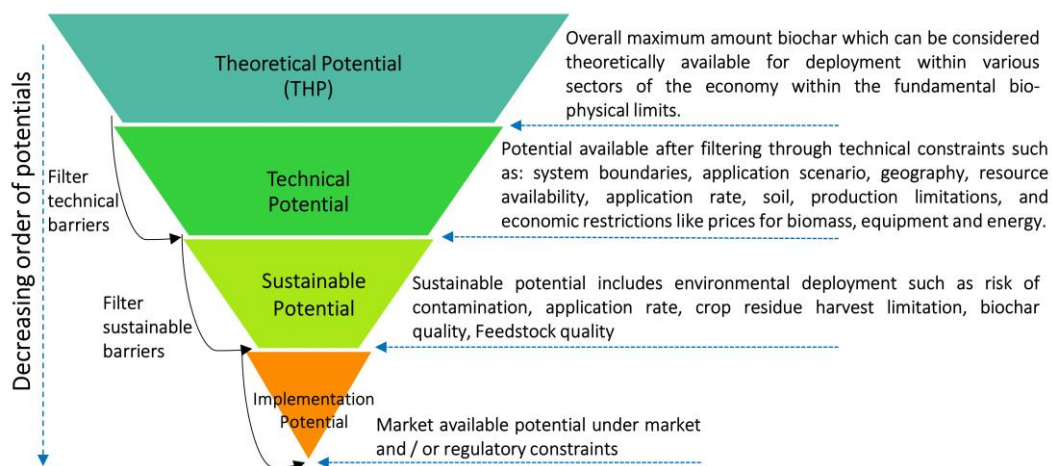 Decreasing order of potentials
Theoretical Potential
(THP)
Overall maximum amount biochar which can be considered
theoretically available for deployment within various
sectors of the economy within the fundamental bio-
physical limits.
Filter
technical
barriers
Technical
Potential
Potential available after filtering through technical constraints such
as: system boundaries, application scenario, geography, resource
availability, application rate, soil, production limitations, and
economic restrictions like prices for biomass, equipment and energy.
Filter
sustainable
barriers
Sustainable
Potential
Sustainable potential includes environmental deployment such as risk of
contamination, application rate, crop residue harvest limitation, biochar
quality, Feedstock quality
Implementation
Potential
Market available potential under market
and / or regulatory constraints